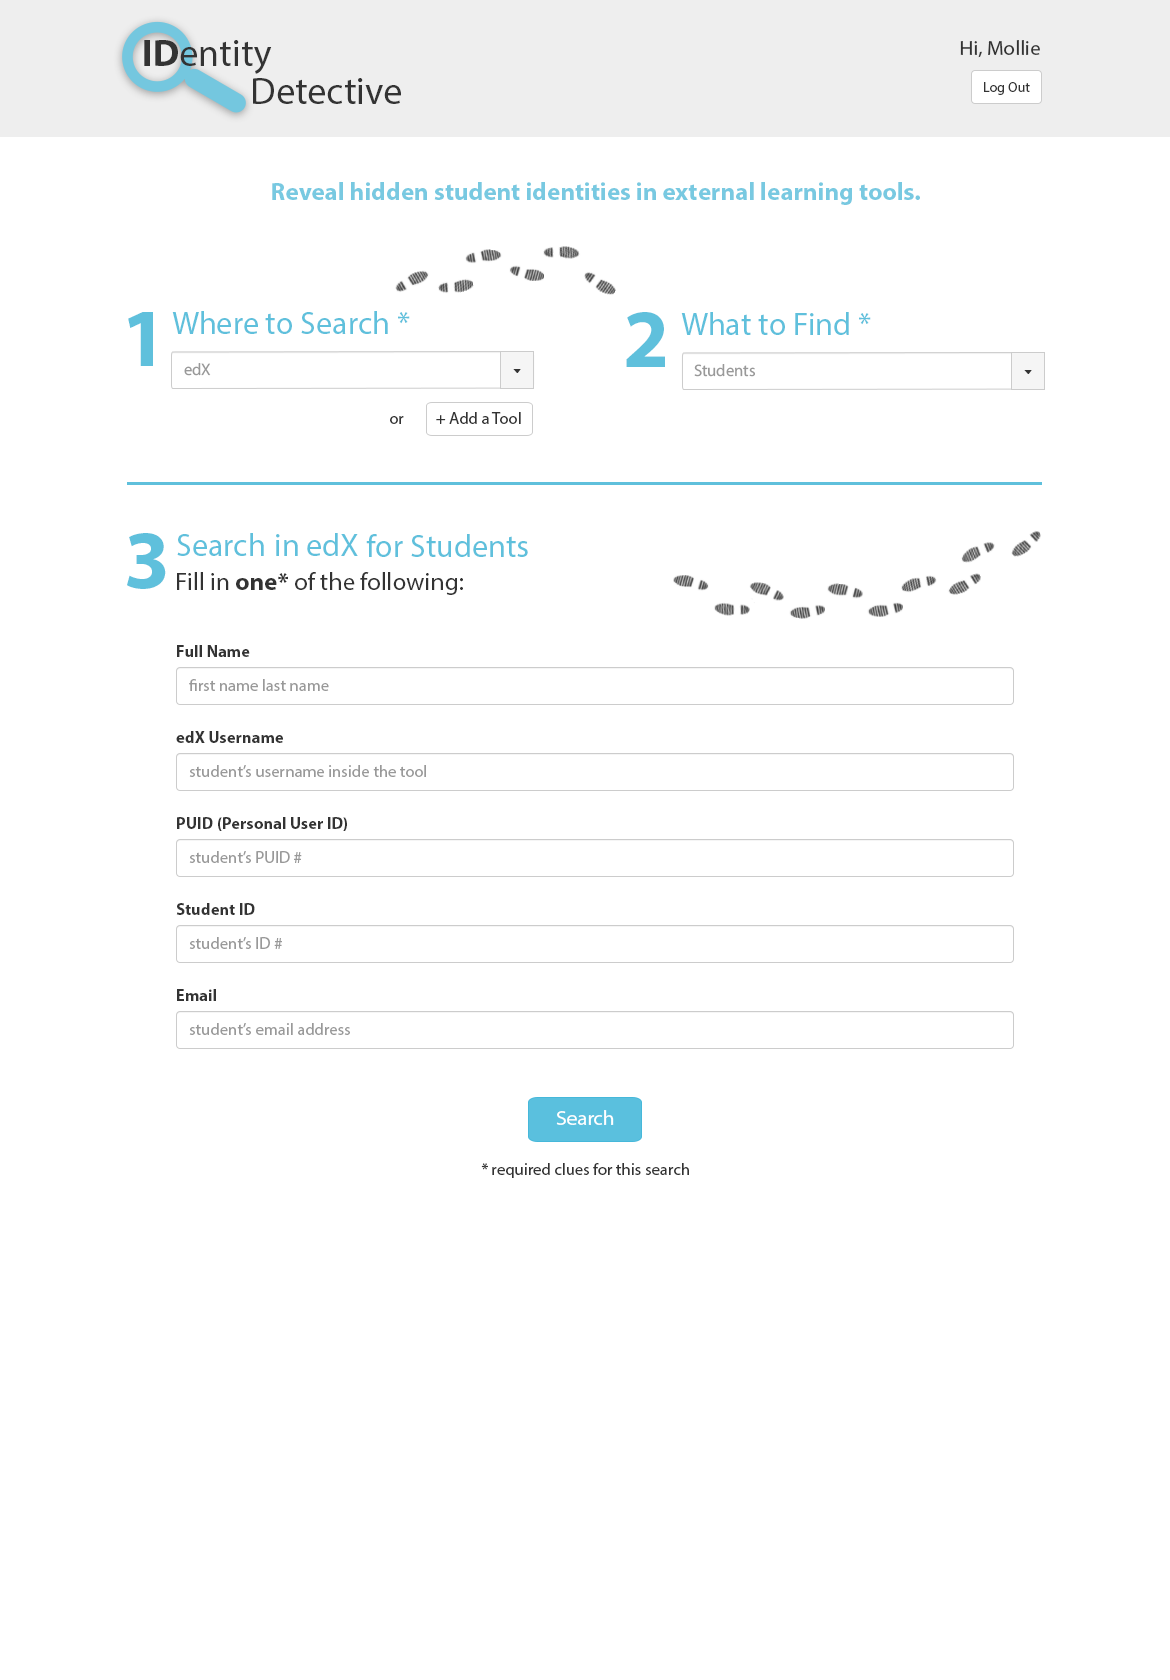 IDentity
Detective
Hi, Mollie
Log Out
Reveal hidden student identities in external learning tools.
1 Where to Search *
edX
or + Add a Tool
2 What to Find *
Students
3 Search in edX for Students
Fill in one* of the following:
Full Name
first name last name
edX Username
student’s username inside the tool
PUID (Personal User ID)
student’s PUID #
Student ID
student’s ID #
Email
student’s email address
Search
* required clues for this search